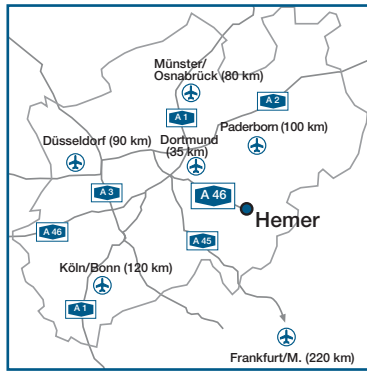 Münster/
Osnabrück (80 km)
A 2
A 1
Paderborn (100 km)
Düsseldorf (90 km)
Dortmund
(35 km)
A 3
A 46
Hemer
A 46
A 45
Köln/Bonn (120 km)
A 1
Frankfurt/M. (220 km)